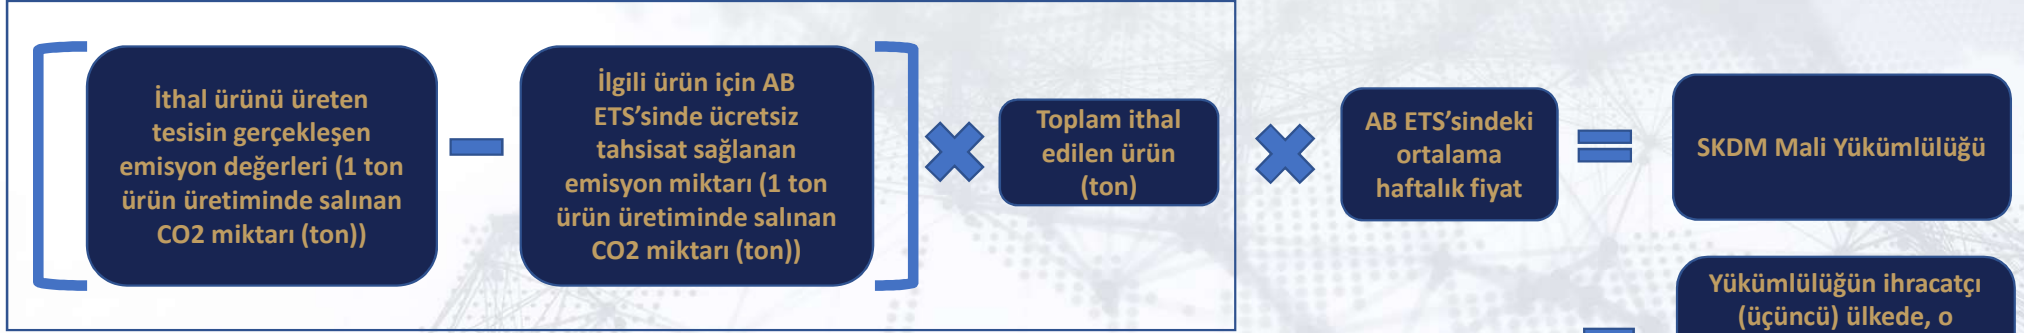 İthal ürünü üreten
tesisin gerçekleşen
emisyon değerleri (1 ton
ürün üretiminde salınan
CO2 miktarı (ton))
İlgili ürün için AB
ETS’sinde ücretsiz
tahsisat sağlanan
emisyon miktarı (1 ton
ürün üretiminde salınan
CO2 miktarı (ton))
Toplam ithal
edilen ürün
(ton)
AB ETS’sindeki
ortalama
haftalık fiyat
SKDM Mali Yükümlülüğü
Yükümlülüğün ihracatçı
(üçüncü) ülkede, o